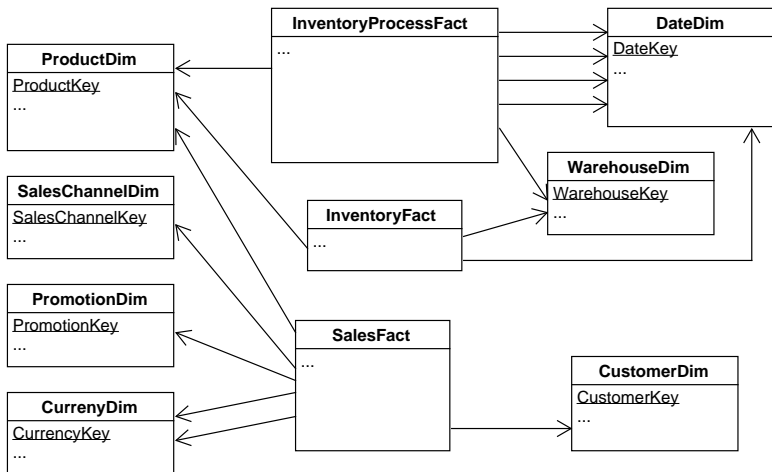 InventoryProcessFact
...
DateDim
DateKey
...
ProductDim
ProductKey
...
WarehouseDim
WarehouseKey
...
SalesChannelDim
SalesChannelKey
...
InventoryFact
...
PromotionDim
PromotionKey
...
SalesFact
...
CustomerDim
CustomerKey
...
CurrenyDim
CurrencyKey
...